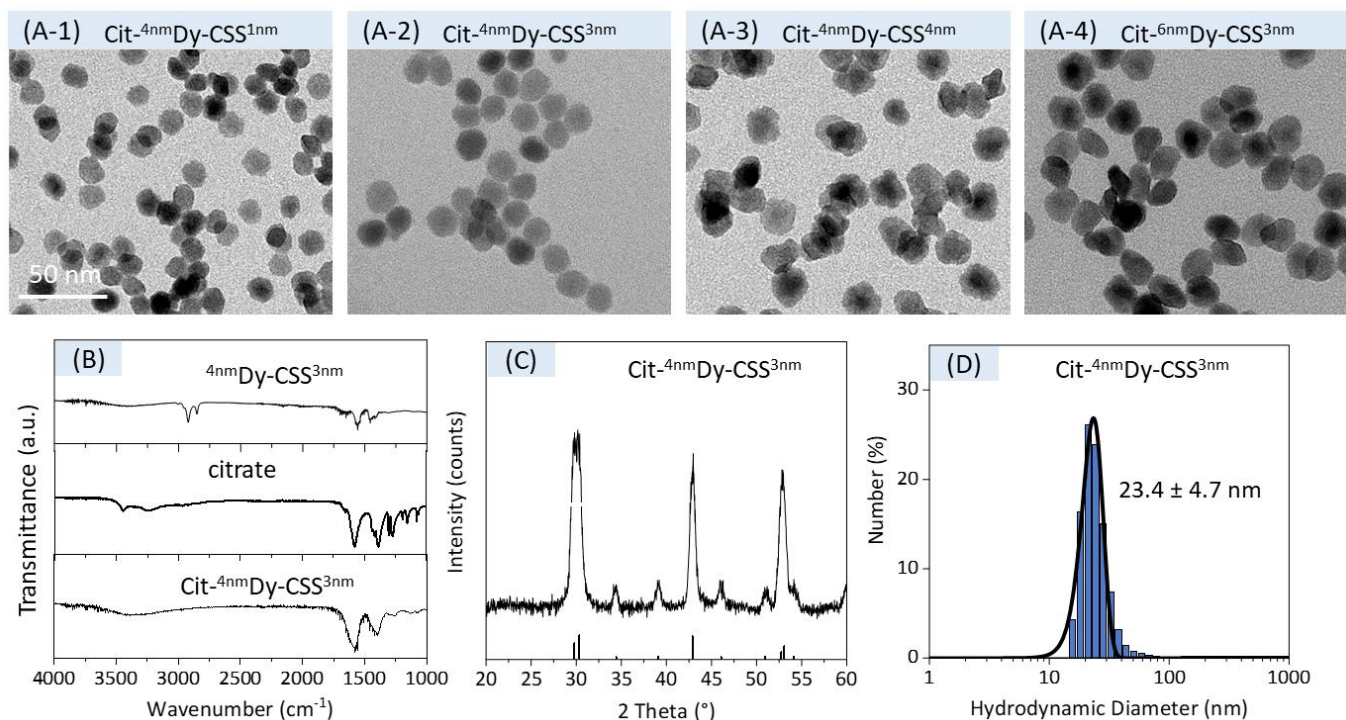 (A-1) Cit-⁴ⁿᵐDy-CSS¹ⁿᵐ
(A-2) Cit-⁴ⁿᵐDy-CSS³ⁿᵐ
(A-3) Cit-⁴ⁿᵐDy-CSS⁴ⁿᵐ
(A-4) Cit-⁶ⁿᵐDy-CSS³ⁿᵐ
50 nm
(B)
⁴ⁿᵐDy-CSS³ⁿᵐ
citrate
Cit-⁴ⁿᵐDy-CSS³ⁿᵐ
Transmittance (a.u.)
4000 3500 3000 2500 2000 1500 1000
Wavenumber (cm⁻¹)
(C)
Cit-⁴ⁿᵐDy-CSS³ⁿᵐ
Intensity (counts)
20 25 30 35 40 45 50 55 60
2 Theta (°)
(D)
Cit-⁴ⁿᵐDy-CSS³ⁿᵐ
30
20
10
0
Number (%)
23.4 ± 4.7 nm
1 10 100 1000
Hydrodynamic Diameter (nm)